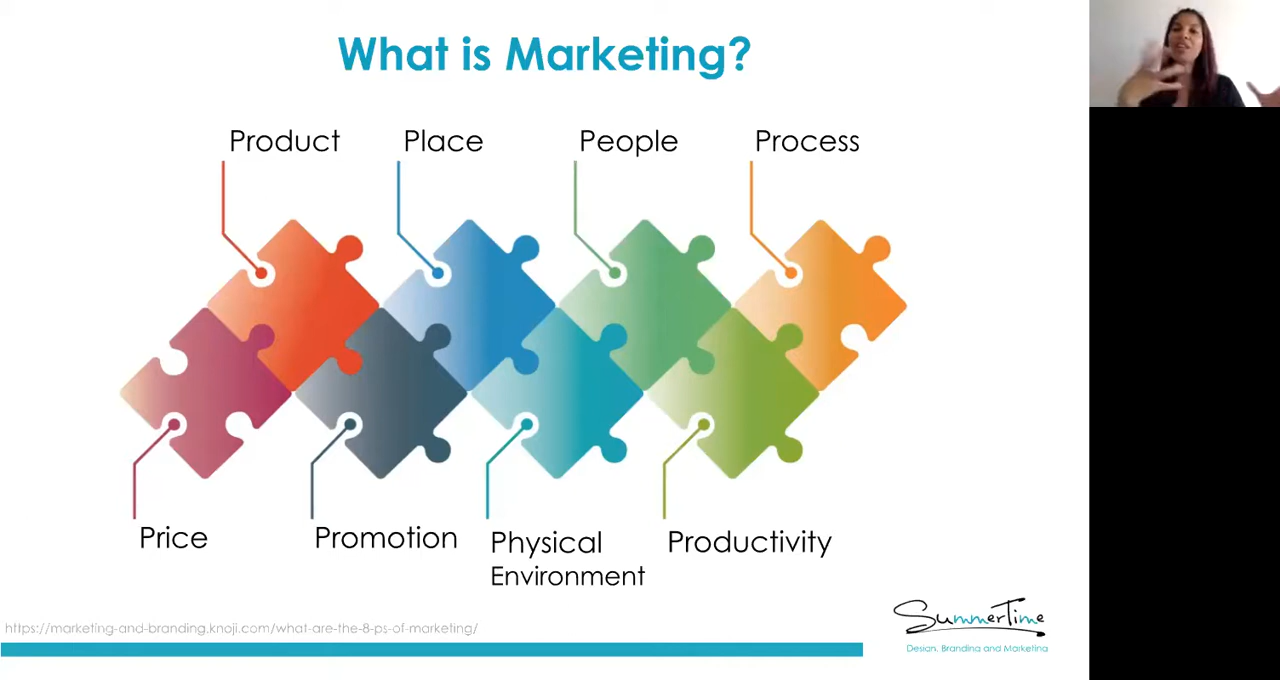 What is Marketing?
Product
Place
People
Process
Price
Promotion
Physical
Environment
Productivity
https://marketing-and-branding.knoji.com/what-are-the-8-ps-of-marketing/
SummerTime
Design, Branding and Marketing